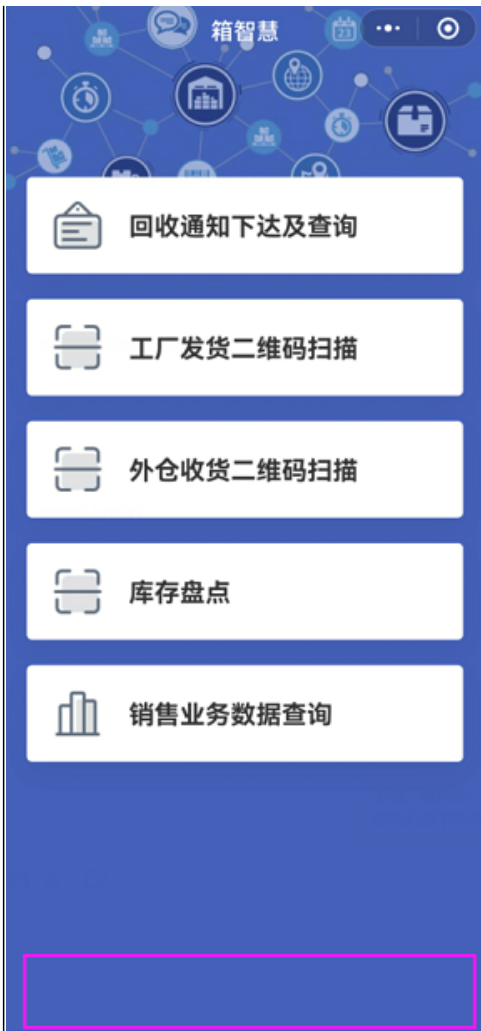 箱智慧
23
回收通知下达及查询
工厂发货二维码扫描
外仓收货二维码扫描
库存盘点
销售业务数据查询